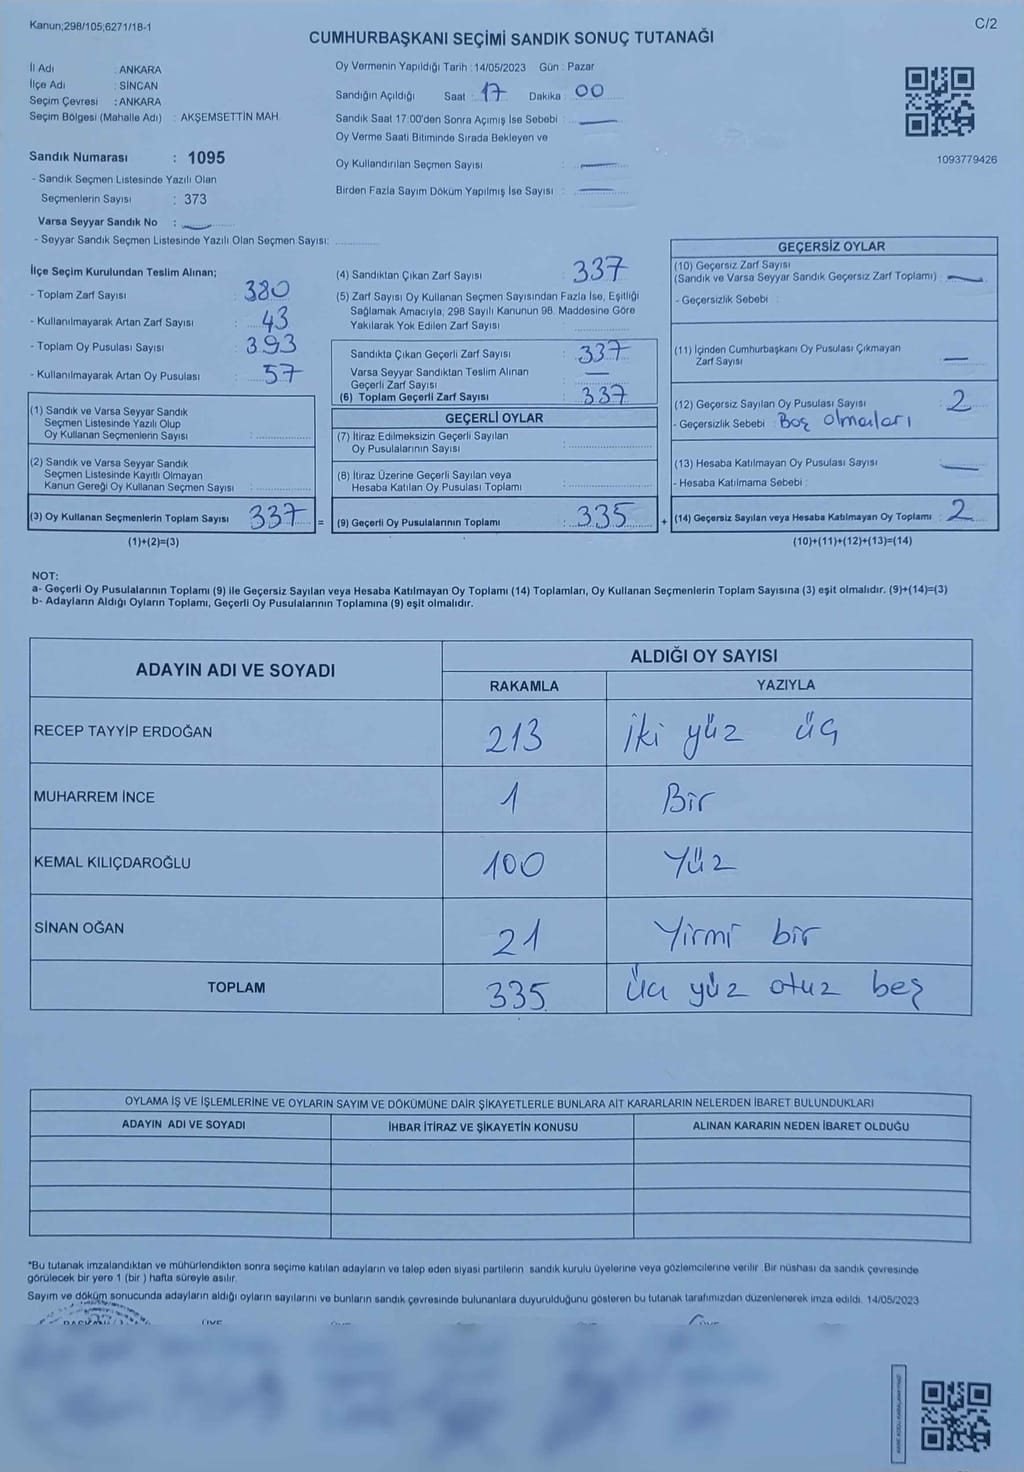 Kanun;298/105;6271/18-1
C/2
CUMHURBAŞKANI SEÇİMİ SANDIK SONUÇ TUTANAĞI
İl Adı : ANKARA
İlçe Adı : SİNCAN
Seçim Çevresi : ANKARA
Seçim Bölgesi (Mahalle Adı) : AKŞEMSETTİN MAH.
Sandık Numarası : 1095
- Sandık Seçmen Listesinde Yazılı Olan
Seçmenlerin Sayısı : 373
Varsa Seyyar Sandık No :
- Seyyar Sandık Seçmen Listesinde Yazılı Olan Seçmen Sayısı:
Oy Vermenin Yapıldığı Tarih : 14/05/2023 Gün : Pazar
Sandığın Açıldığı Saat : 17 Dakika 00
Sandık Saat 17:00'den Sonra Açımış İse Sebebi :
Oy Verme Saati Bitiminde Sırada Bekleyen ve
Oy Kullandırılan Seçmen Sayısı :
Birden Fazla Sayım Döküm Yapılmış İse Sayısı :
1093779426
İlçe Seçim Kurulundan Teslim Alınan;
- Toplam Zarf Sayısı : 380
- Kullanılmayarak Artan Zarf Sayısı : 43
- Toplam Oy Pusulası Sayısı : 393
- Kullanılmayarak Artan Oy Pusulası : 57
(1) Sandık ve Varsa Seyyar Sandık
Seçmen Listesinde Yazılı Olup
Oy Kullanan Seçmenlerin Sayısı :
(2) Sandık ve Varsa Seyyar Sandık
Seçmen Listesinde Kayıtlı Olmayan
Kanun Gereği Oy Kullanan Seçmen Sayısı :
(3) Oy Kullanan Seçmenlerin Toplam Sayısı : 337 =
(1)+(2)=(3)
(4) Sandıktan Çıkan Zarf Sayısı : 337
(5) Zarf Sayısı Oy Kullanan Seçmen Sayısından Fazla İse, Eşitliği
Sağlamak Amacıyla; 298 Sayılı Kanunun 98. Maddesine Göre
Yakılarak Yok Edilen Zarf Sayısı :
Sandıkta Çıkan Geçerli Zarf Sayısı : 337
Varsa Seyyar Sandıktan Teslim Alınan
Geçerli Zarf Sayısı :
(6) Toplam Geçerli Zarf Sayısı : 337
GEÇERLİ OYLAR
(7) İtiraz Edilmeksizin Geçerli Sayılan
Oy Pusulalarının Sayısı :
(8) İtiraz Üzerine Geçerli Sayılan veya
Hesaba Katılan Oy Pusulası Toplamı :
(9) Geçerli Oy Pusulalarının Toplamı : 335 +
GEÇERSİZ OYLAR
(10) Geçersiz Zarf Sayısı
(Sandık ve Varsa Seyyar Sandık Geçersiz Zarf Toplamı) :
- Geçersizlik Sebebi :
(11) İçinden Cumhurbaşkanı Oy Pusulası Çıkmayan
Zarf Sayısı
(12) Geçersiz Sayılan Oy Pusulası Sayısı : 2
- Geçersizlik Sebebi : Boş olmaları
(13) Hesaba Katılmayan Oy Pusulası Sayısı :
- Hesaba Katılmama Sebebi :
(14) Geçersiz Sayılan veya Hesaba Katılmayan Oy Toplamı : 2
(10)+(11)+(12)+(13)=(14)
NOT:
a- Geçerli Oy Pusulalarının Toplamı (9) ile Geçersiz Sayılan veya Hesaba Katılmayan Oy Toplamı (14) Toplamları, Oy Kullanan Seçmenlerin Toplam Sayısına (3) eşit olmalıdır. (9)+(14)=(3)
b- Adayların Aldığı Oyların Toplamı, Geçerli Oy Pusulalarının Toplamına (9) eşit olmalıdır.
ADAYIN ADI VE SOYADI
ALDIĞI OY SAYISI
RAKAMLA YAZIYLA
RECEP TAYYİP ERDOĞAN 213 İki yüz üç
MUHARREM İNCE 1 Bir
KEMAL KILIÇDAROĞLU 100 Yüz
SİNAN OĞAN 21 Yirmi bir
TOPLAM 335 Üç yüz otuz beş
OYLAMA İŞ VE İŞLEMLERİNE VE OYLARIN SAYIM VE DÖKÜMÜNE DAİR ŞİKAYETLERLE BUNLARA AİT KARARLARIN NELERDEN İBARET BULUNDUKLARI
ADAYIN ADI VE SOYADI İHBAR İTİRAZ VE ŞİKAYETİN KONUSU ALINAN KARARIN NEDEN İBARET OLDUĞU
*Bu tutanak imzalandıktan ve mühürlendikten sonra seçime katılan adayların ve talep eden siyasi partilerin sandık kurulu üyelerine veya gözlemcilerine verilir. Bir nüshası da sandık çevresinde
görülecek bir yere 1 (bir ) hafta süreyle asılır.
Sayım ve döküm sonucunda adayların aldığı oyların sayılarını ve bunların sandık çevresinde bulunanlara duyurulduğunu gösteren bu tutanak tarafımızdan düzenlenerek imza edildi. 14/05/2023